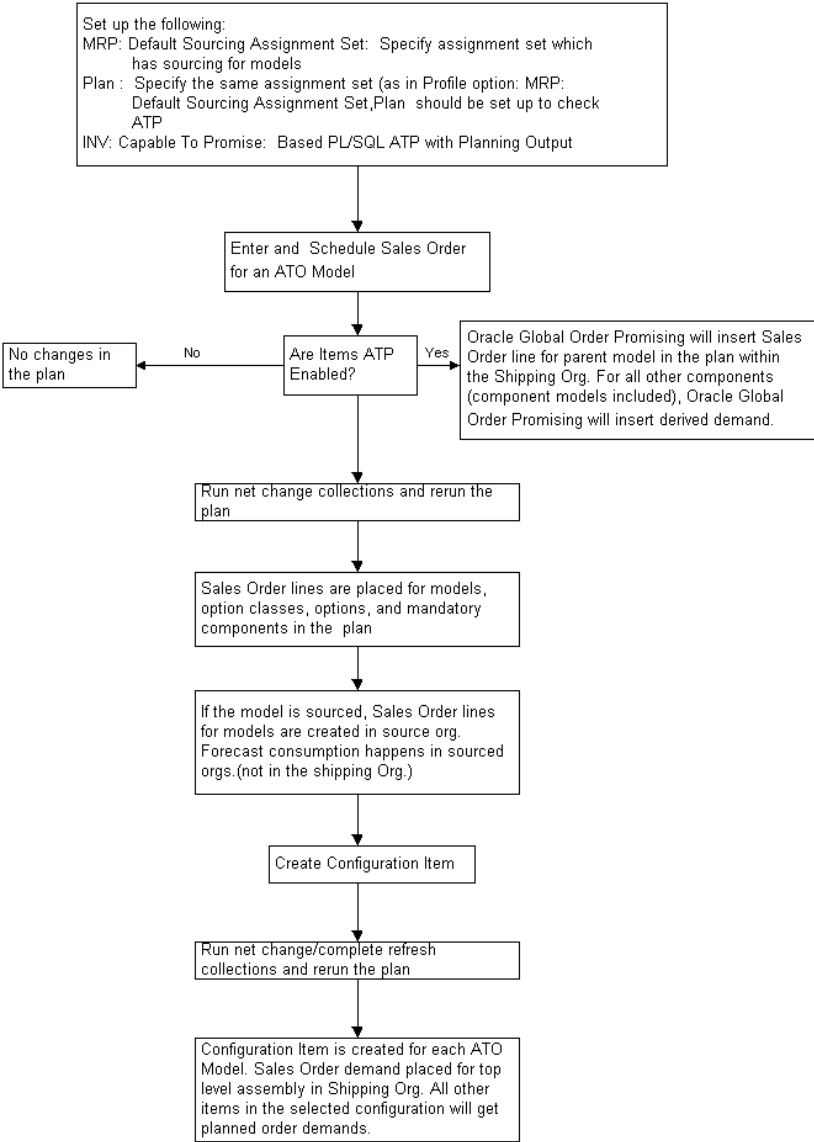 Set up the following:
MRP: Default Sourcing Assignment Set: Specify assignment set which
has sourcing for models
Plan : Specify the same assignment set (as in Profile option: MRP:
Default Sourcing Assignment Set,Plan should be set up to check
ATP
INV: Capable To Promise: Based PL/SQL ATP with Planning Output
Enter and Schedule Sales Order
for an ATO Model
No changes in
the plan
No
Are Items ATP
Enabled?
Yes
Oracle Global Order Promising will insert Sales
Order line for parent model in the plan within
the Shipping Org. For all other components
(component models included), Oracle Global
Order Promising will insert derived demand.
Run net change collections and rerun the
plan
Sales Order lines are placed for models,
option classes, options, and mandatory
components in the plan
If the model is sourced, Sales Order lines
for models are created in source org.
Forecast consumption happens in sourced
orgs.(not in the shipping Org.)
Create Configuration Item
Run net change/complete refresh
collections and rerun the plan
Configuration Item is created for each ATO
Model. Sales Order demand placed for top
level assembly in Shipping Org. All other
items in the selected configuration will get
planned order demands.